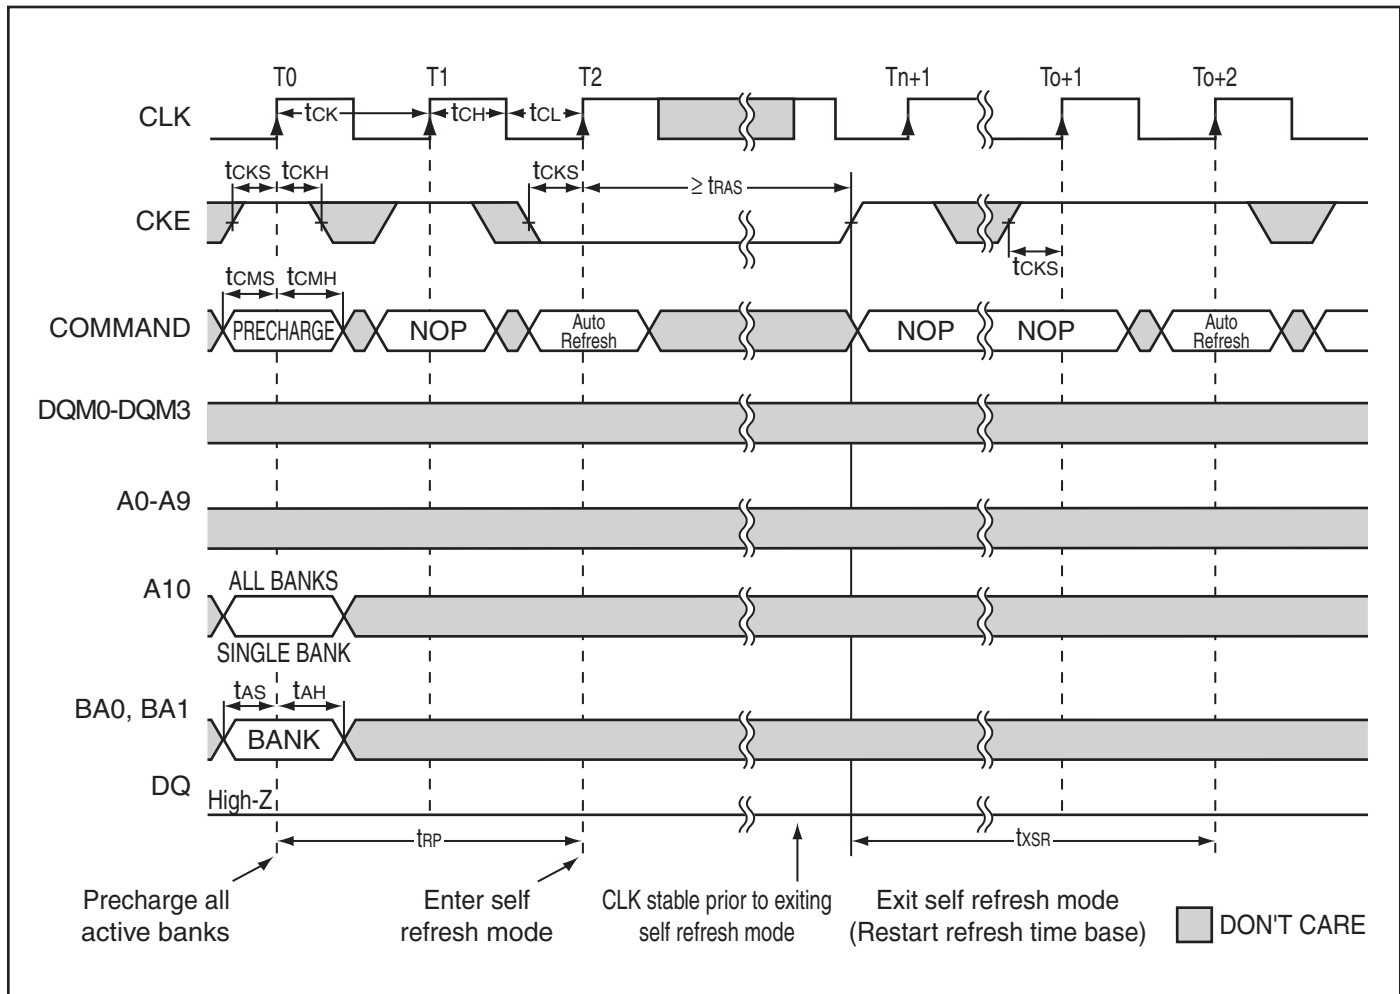 T0 T1 T2 Tn+1 To+1 To+2
CLK
tCK tCH tCL
tCKS tCKH tCKS
≥ tRAS
CKE
tCKS
tCMS tCMH
COMMAND
PRECHARGE NOP Auto Refresh NOP NOP Auto Refresh
DQM0-DQM3
A0-A9
A10
ALL BANKS
SINGLE BANK
tAS tAH
BA0, BA1
BANK
DQ
High-Z
tRP tXSR
Precharge all
active banks
Enter self
refresh mode
CLK stable prior to exiting
self refresh mode
Exit self refresh mode
(Restart refresh time base)
DON'T CARE